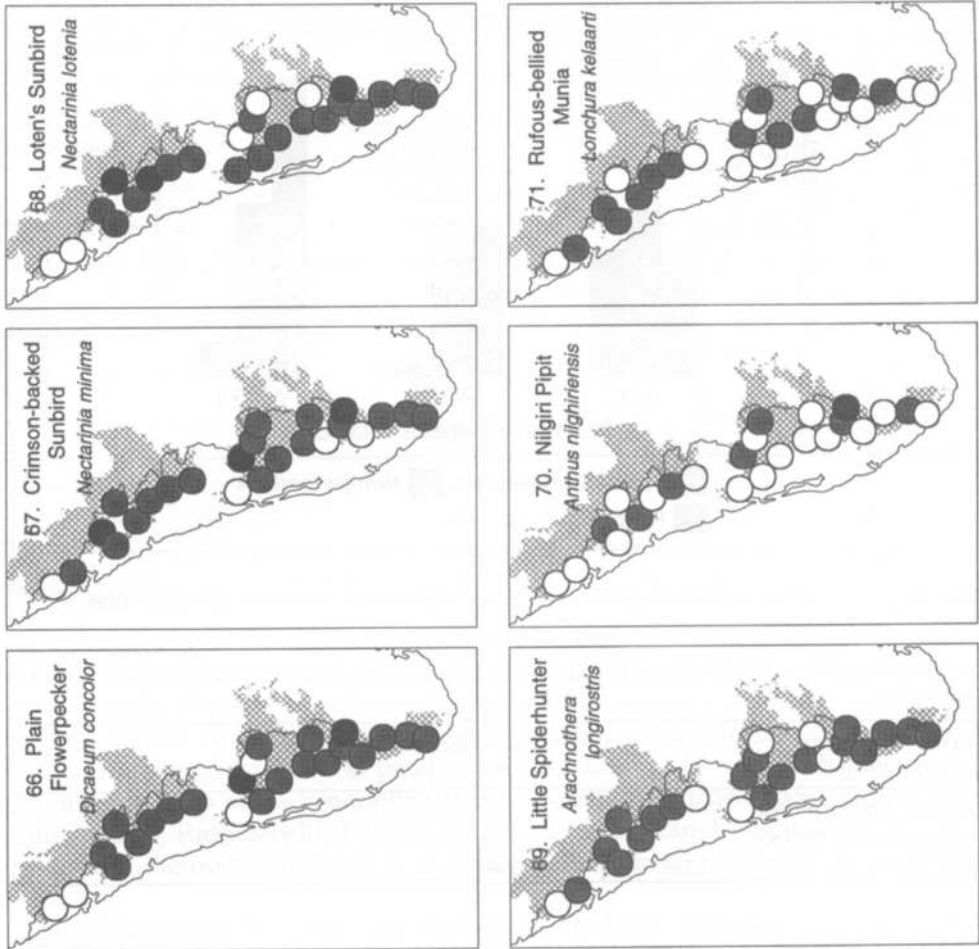 66. Plain
Flowerpecker
Dicaeum concolor
67. Crimson-backed
Sunbird
Nectarinia minima
68. Loten's Sunbird
Nectarinia lotenia
69. Little Spiderhunter
Arachnothera
longirostris
70. Nilgiri Pipit
Anthus nilghiriensis
71. Rufous-bellied
Munia
Lonchura kelaarti